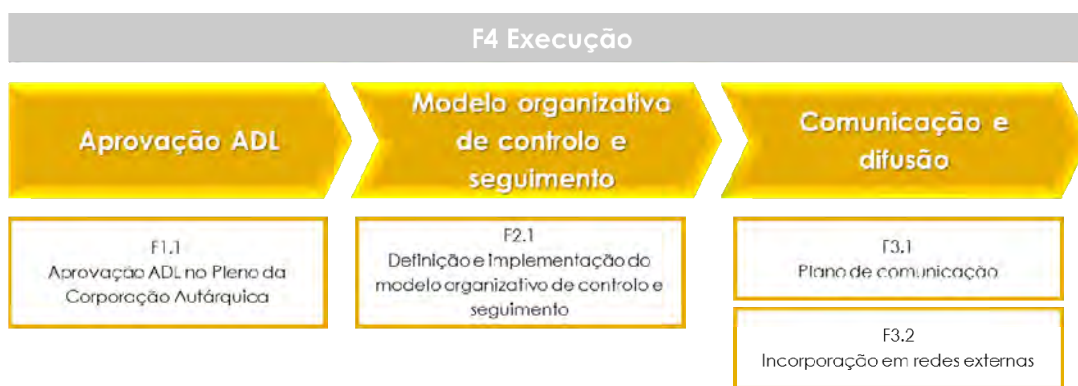 F4 Execução
Aprovação ADL
Modelo organizativo
de controlo e
seguimento
Comunicação e
difusão
F1.1
Aprovação ADL no Pleno da
Corporação Autárquica
F2.1
Definição e implementação do
modelo organizativo de controlo e
seguimento
F3.1
Plano de comunicação
F3.2
Incorporação em redes externas